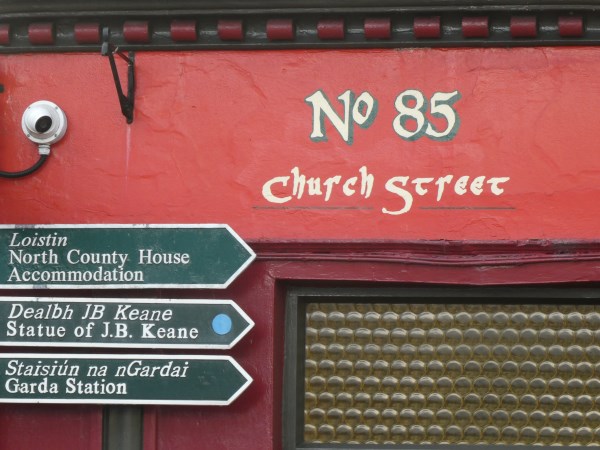 No 85
Church Street
Loistin
North County House
Accommodation
Dealbh JB Keane
Statue of J.B. Keane
Staisiún na nGardai
Garda Station